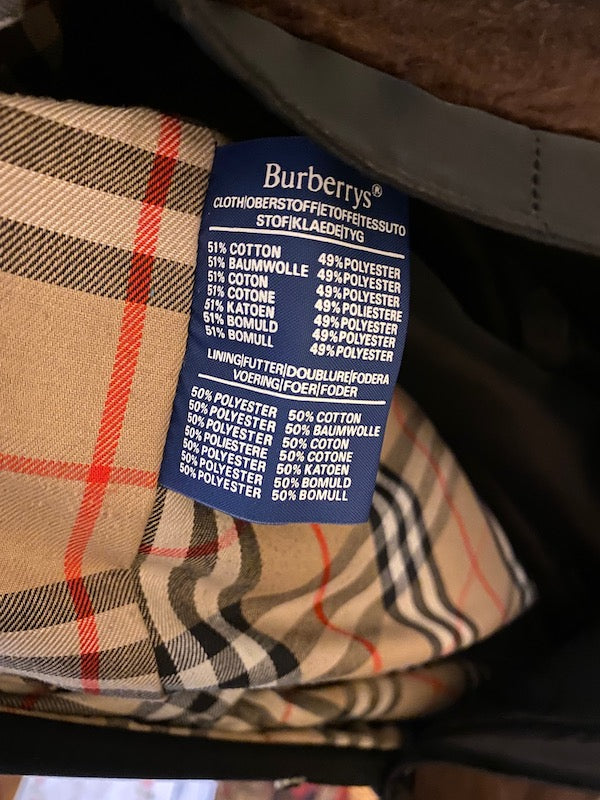 Burberrys®
CLOTH|OBERSTOFF|ETOFFE|TESSUTO
STOF|KLAEDE|TYG
51% COTTON 49% POLYESTER
51% BAUMWOLLE 49% POLYESTER
51% COTON 49% POLYESTER
51% COTONE 49% POLIESTERE
51% KATOEN 49% POLYESTER
51% BOMULD 49% POLYESTER
51% BOMULL 49% POLYESTER
LINING|FUTTER|DOUBLURE|FODERA
VOERING|FOER|FODER
50% POLYESTER 50% COTTON
50% POLYESTER 50% BAUMWOLLE
50% POLYESTER 50% COTON
50% POLIESTERE 50% COTONE
50% POLYESTER 50% KATOEN
50% POLYESTER 50% BOMULD
50% POLYESTER 50% BOMULL